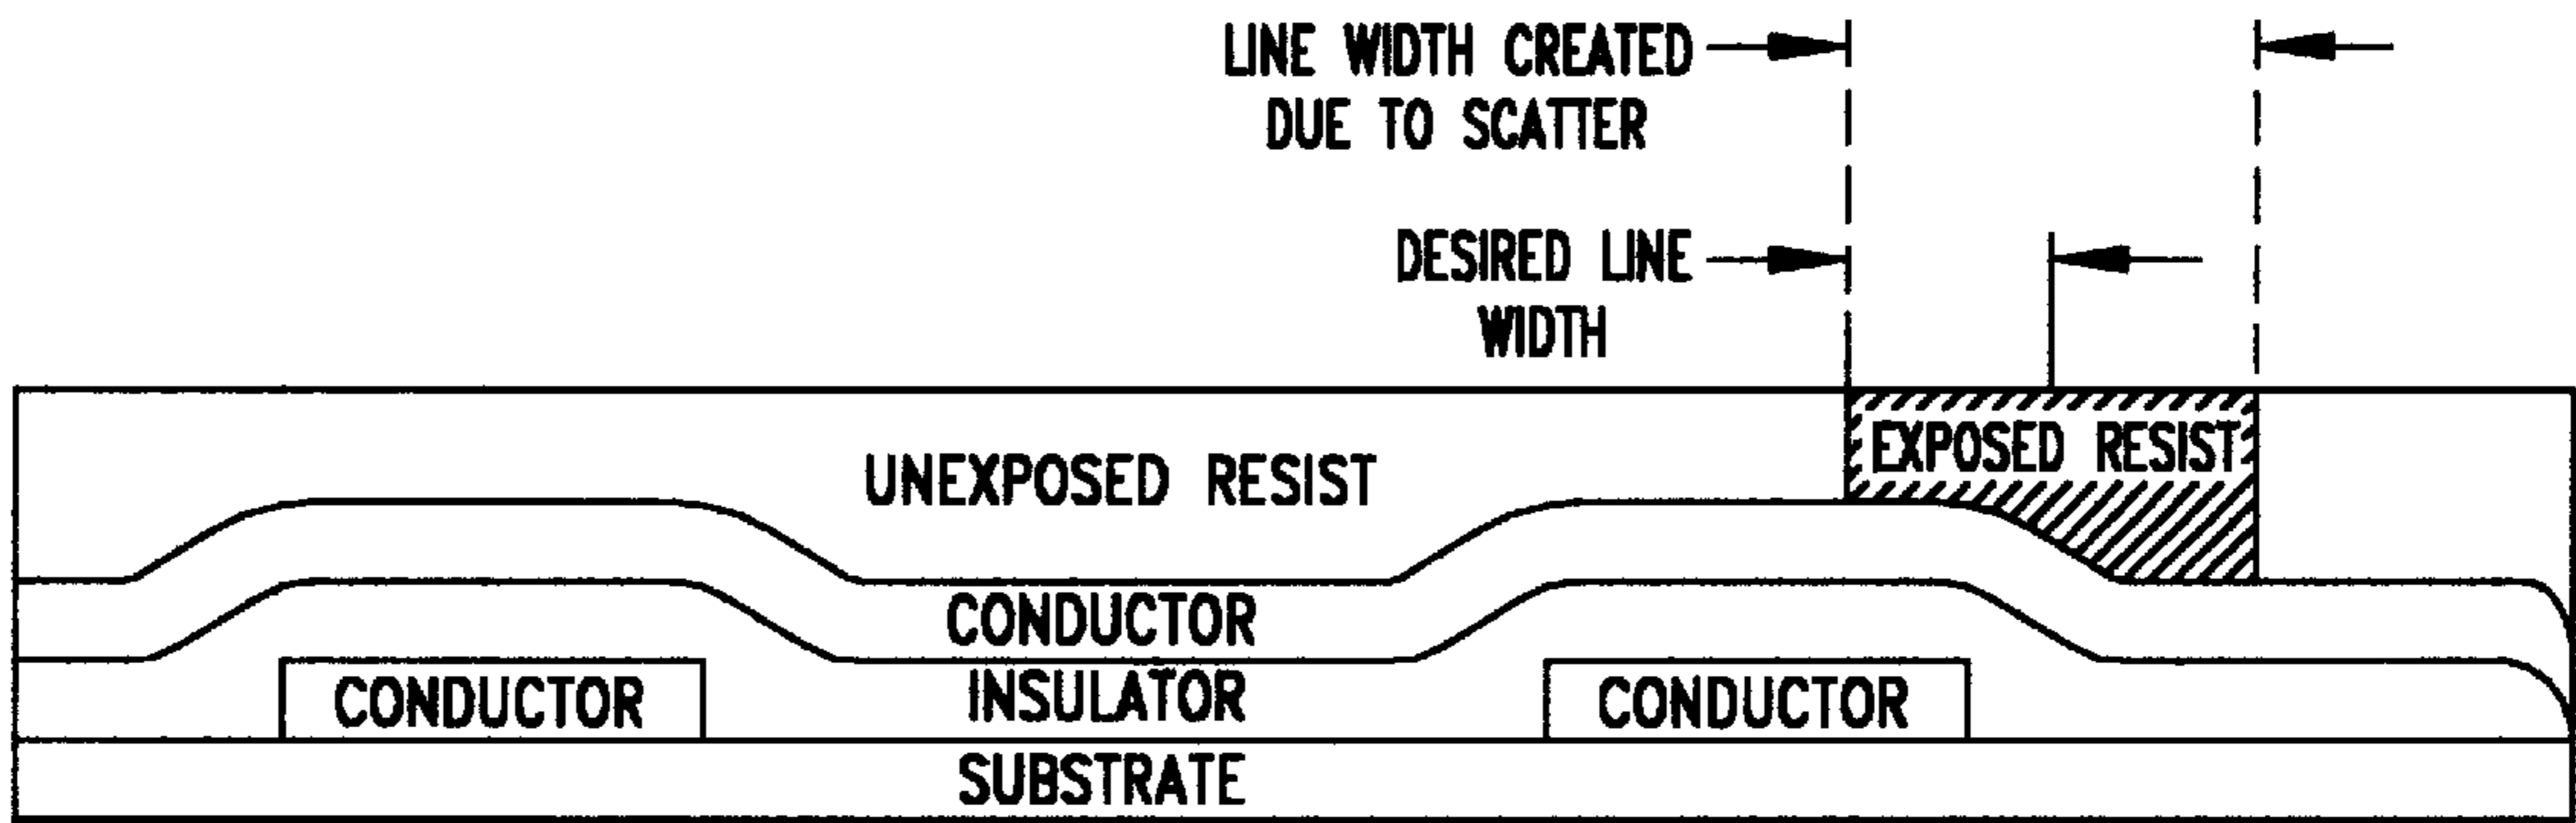 LINE WIDTH CREATED
DUE TO SCATTER
DESIRED LINE
WIDTH
EXPOSED RESIST
UNEXPOSED RESIST
CONDUCTOR
CONDUCTOR
INSULATOR
CONDUCTOR
SUBSTRATE